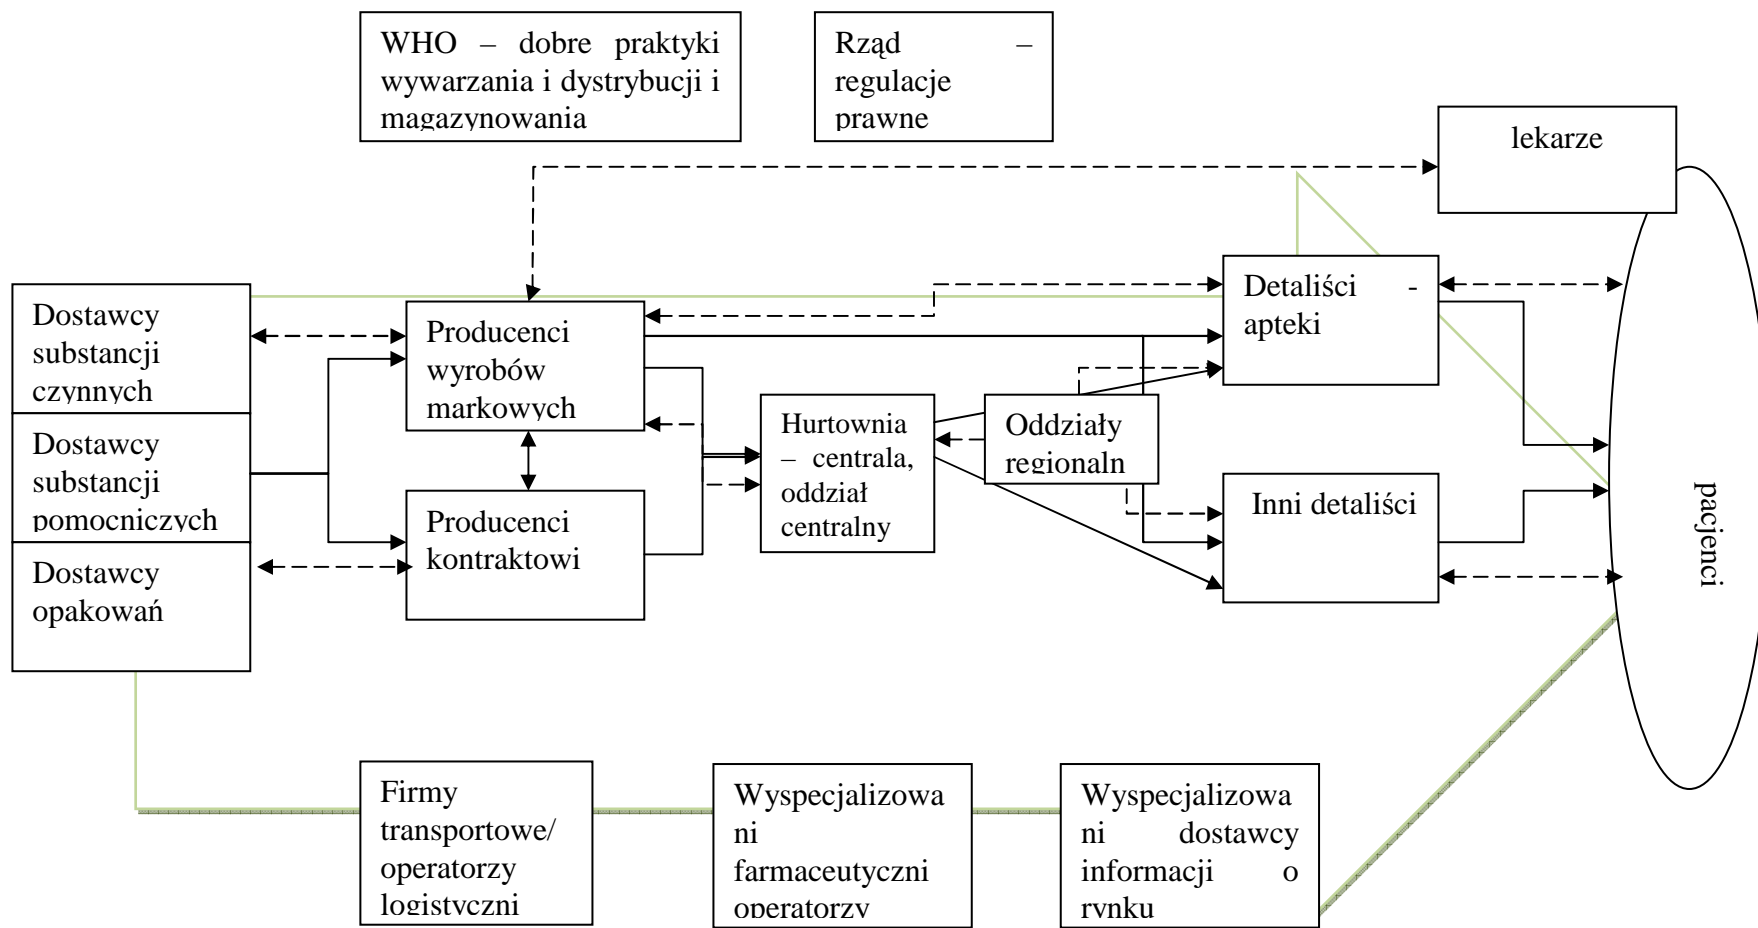 WHO – dobre praktyki
wywarzania i dystrybucji i
magazynowania
Rząd –
regulacje
prawne
lekarze
Dostawcy
substancji
czynnych
Dostawcy
substancji
pomocniczych
Dostawcy
opakowań
Producenci
wyrobów
markowych
Producenci
kontraktowi
Hurtownia
– centrala,
oddział
centralny
Oddziały
regionaln
Detaliści -
apteki
Inni detaliści
pacjenci
Firmy
transportowe/
operatorzy
logistyczni
Wyspecjalizowa
ni
farmaceutyczni
operatorzy
Wyspecjalizowa
ni dostawcy
informacji o
rynku